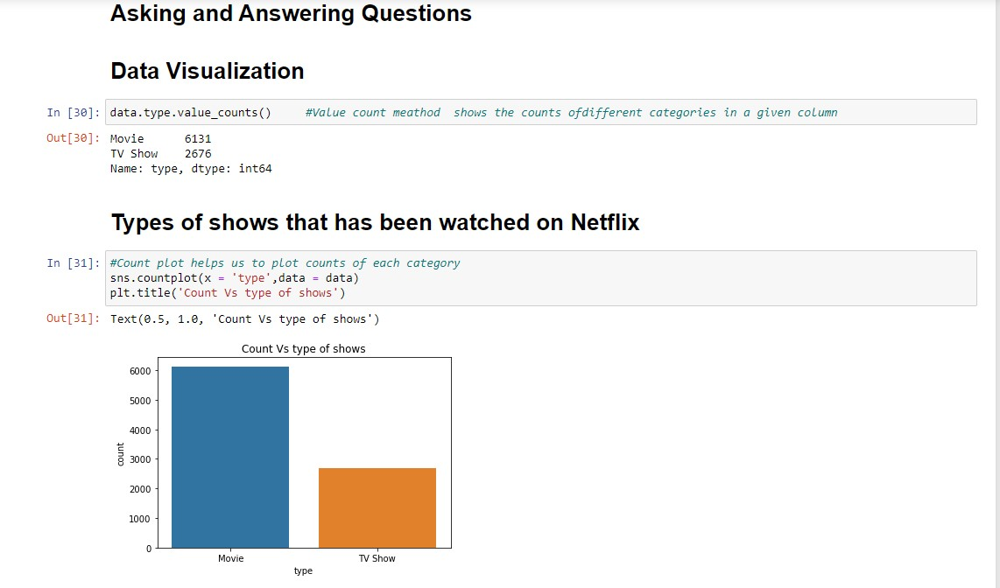 Asking and Answering Questions
Data Visualization
In [30]: data.type.value_counts() #Value count meathod shows the counts ofdifferent categories in a given column
Out[30]: Movie 6131
TV Show 2676
Name: type, dtype: int64
Types of shows that has been watched on Netflix
In [31]: #Count plot helps us to plot counts of each category
sns.countplot(x = 'type',data = data)
plt.title('Count Vs type of shows')
Out[31]: Text(0.5, 1.0, 'Count Vs type of shows')
Count Vs type of shows
6000
5000
4000
3000
2000
1000
0
count
Movie TV Show
type